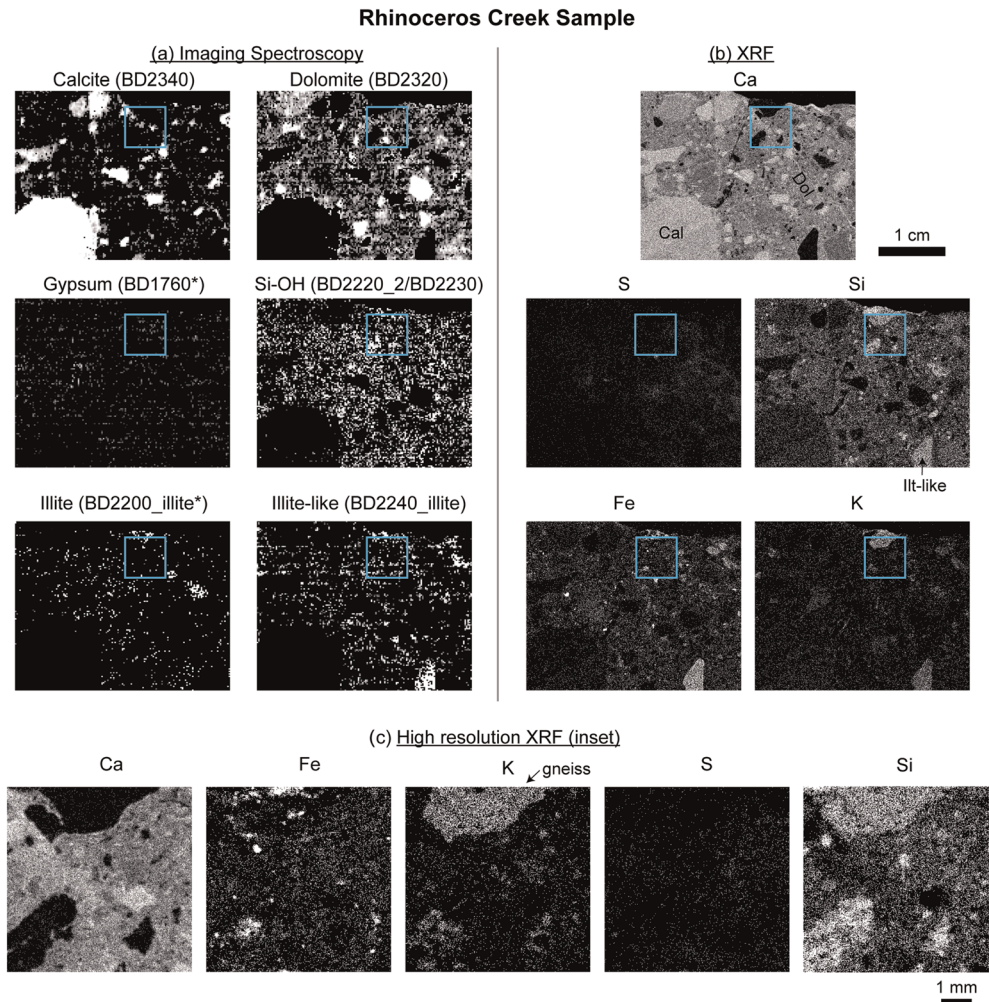 Rhinoceros Creek Sample
(a) Imaging Spectroscopy
(b) XRF
Calcite (BD2340)
Dolomite (BD2320)
Ca
Dol
Cal
1 cm
Gypsum (BD1760*)
Si-OH (BD2220_2/BD2230)
S
Si
Ilt-like
Illite (BD2200_illite*)
Illite-like (BD2240_illite)
Fe
K
(c) High resolution XRF (inset)
Ca
Fe
K
gneiss
S
Si
1 mm